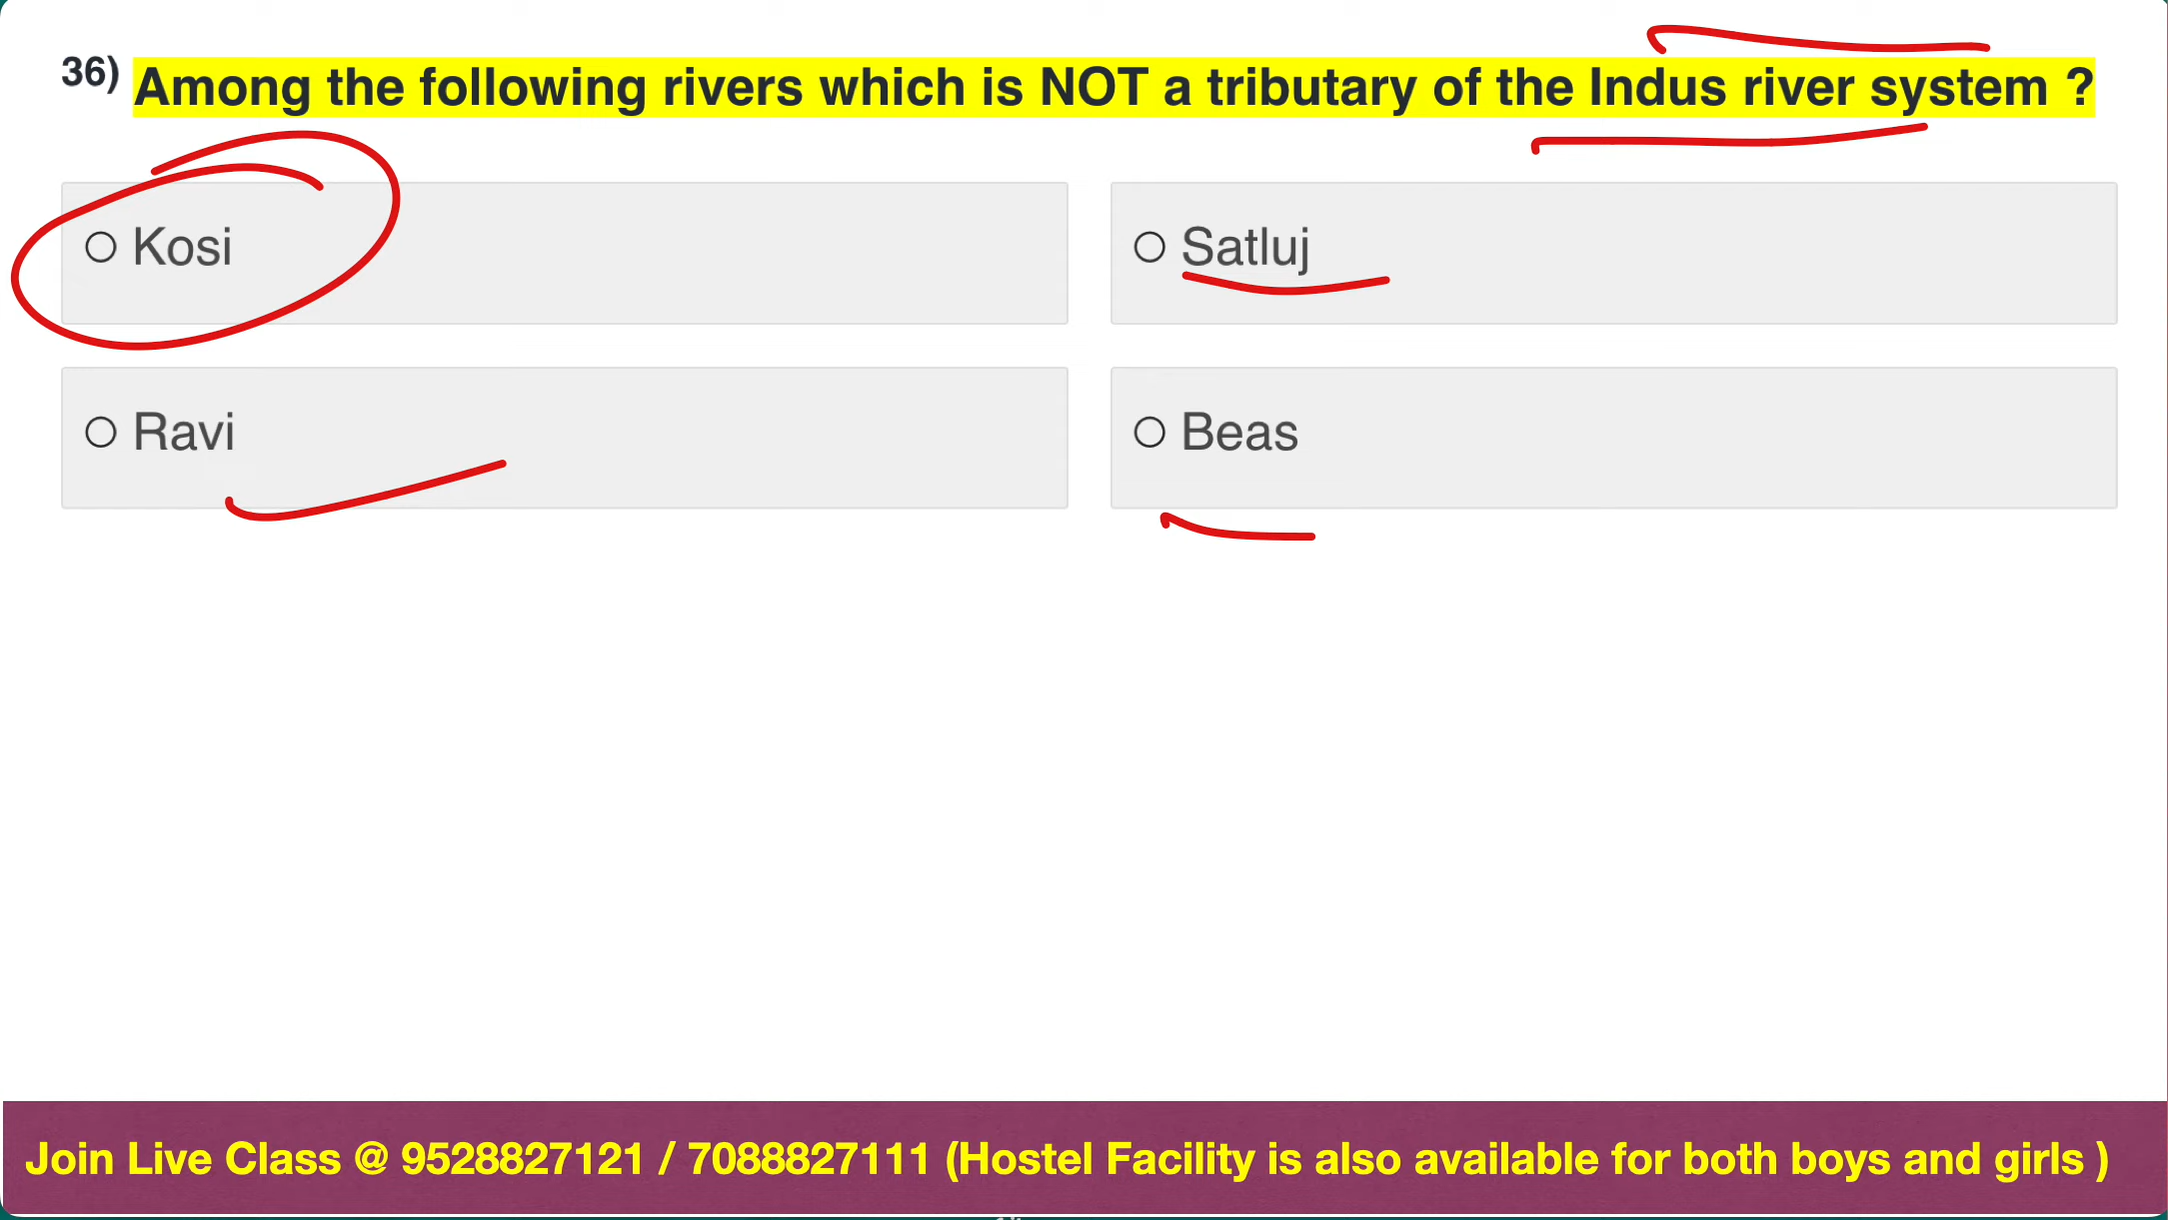 36) Among the following rivers which is NOT a tributary of the Indus river system ?
Kosi
Satluj
Ravi
Beas
Join Live Class @ 9528827121 / 7088827111 (Hostel Facility is also available for both boys and girls )